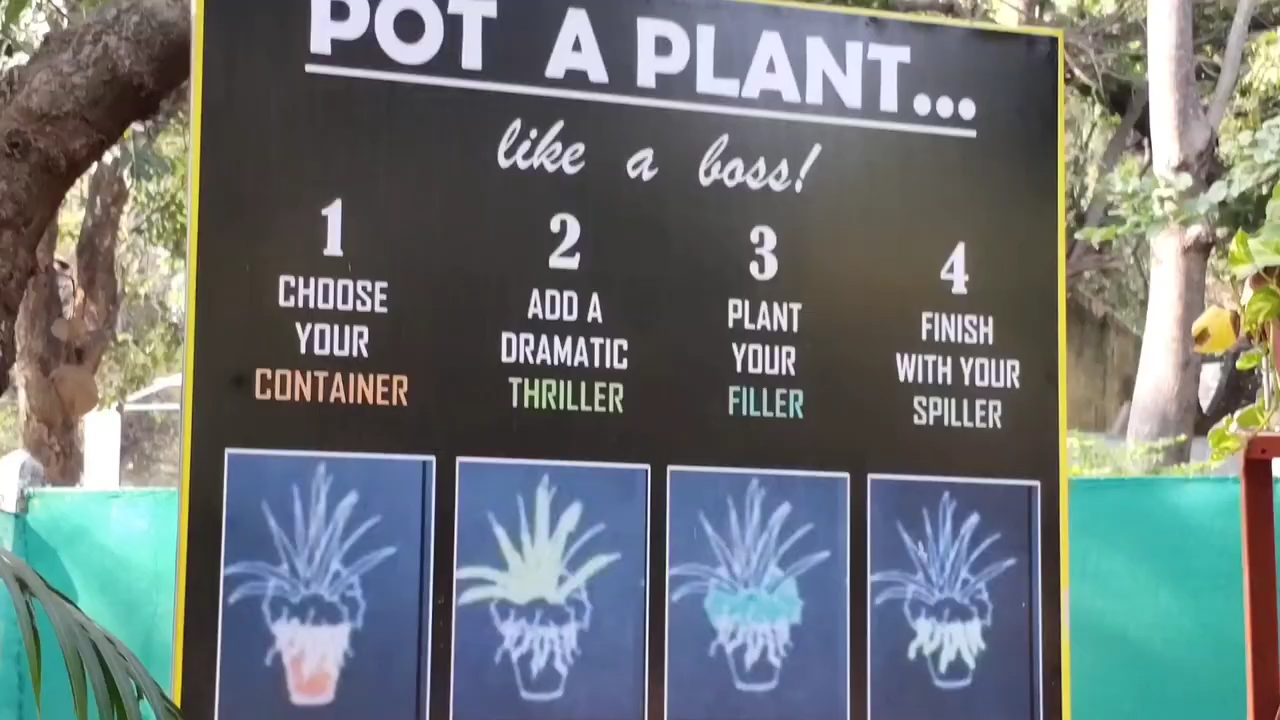 POT A PLANT...
like a boss!
1
CHOOSE
YOUR
CONTAINER
2
ADD A
DRAMATIC
THRILLER
3
PLANT
YOUR
FILLER
4
FINISH
WITH YOUR
SPILLER